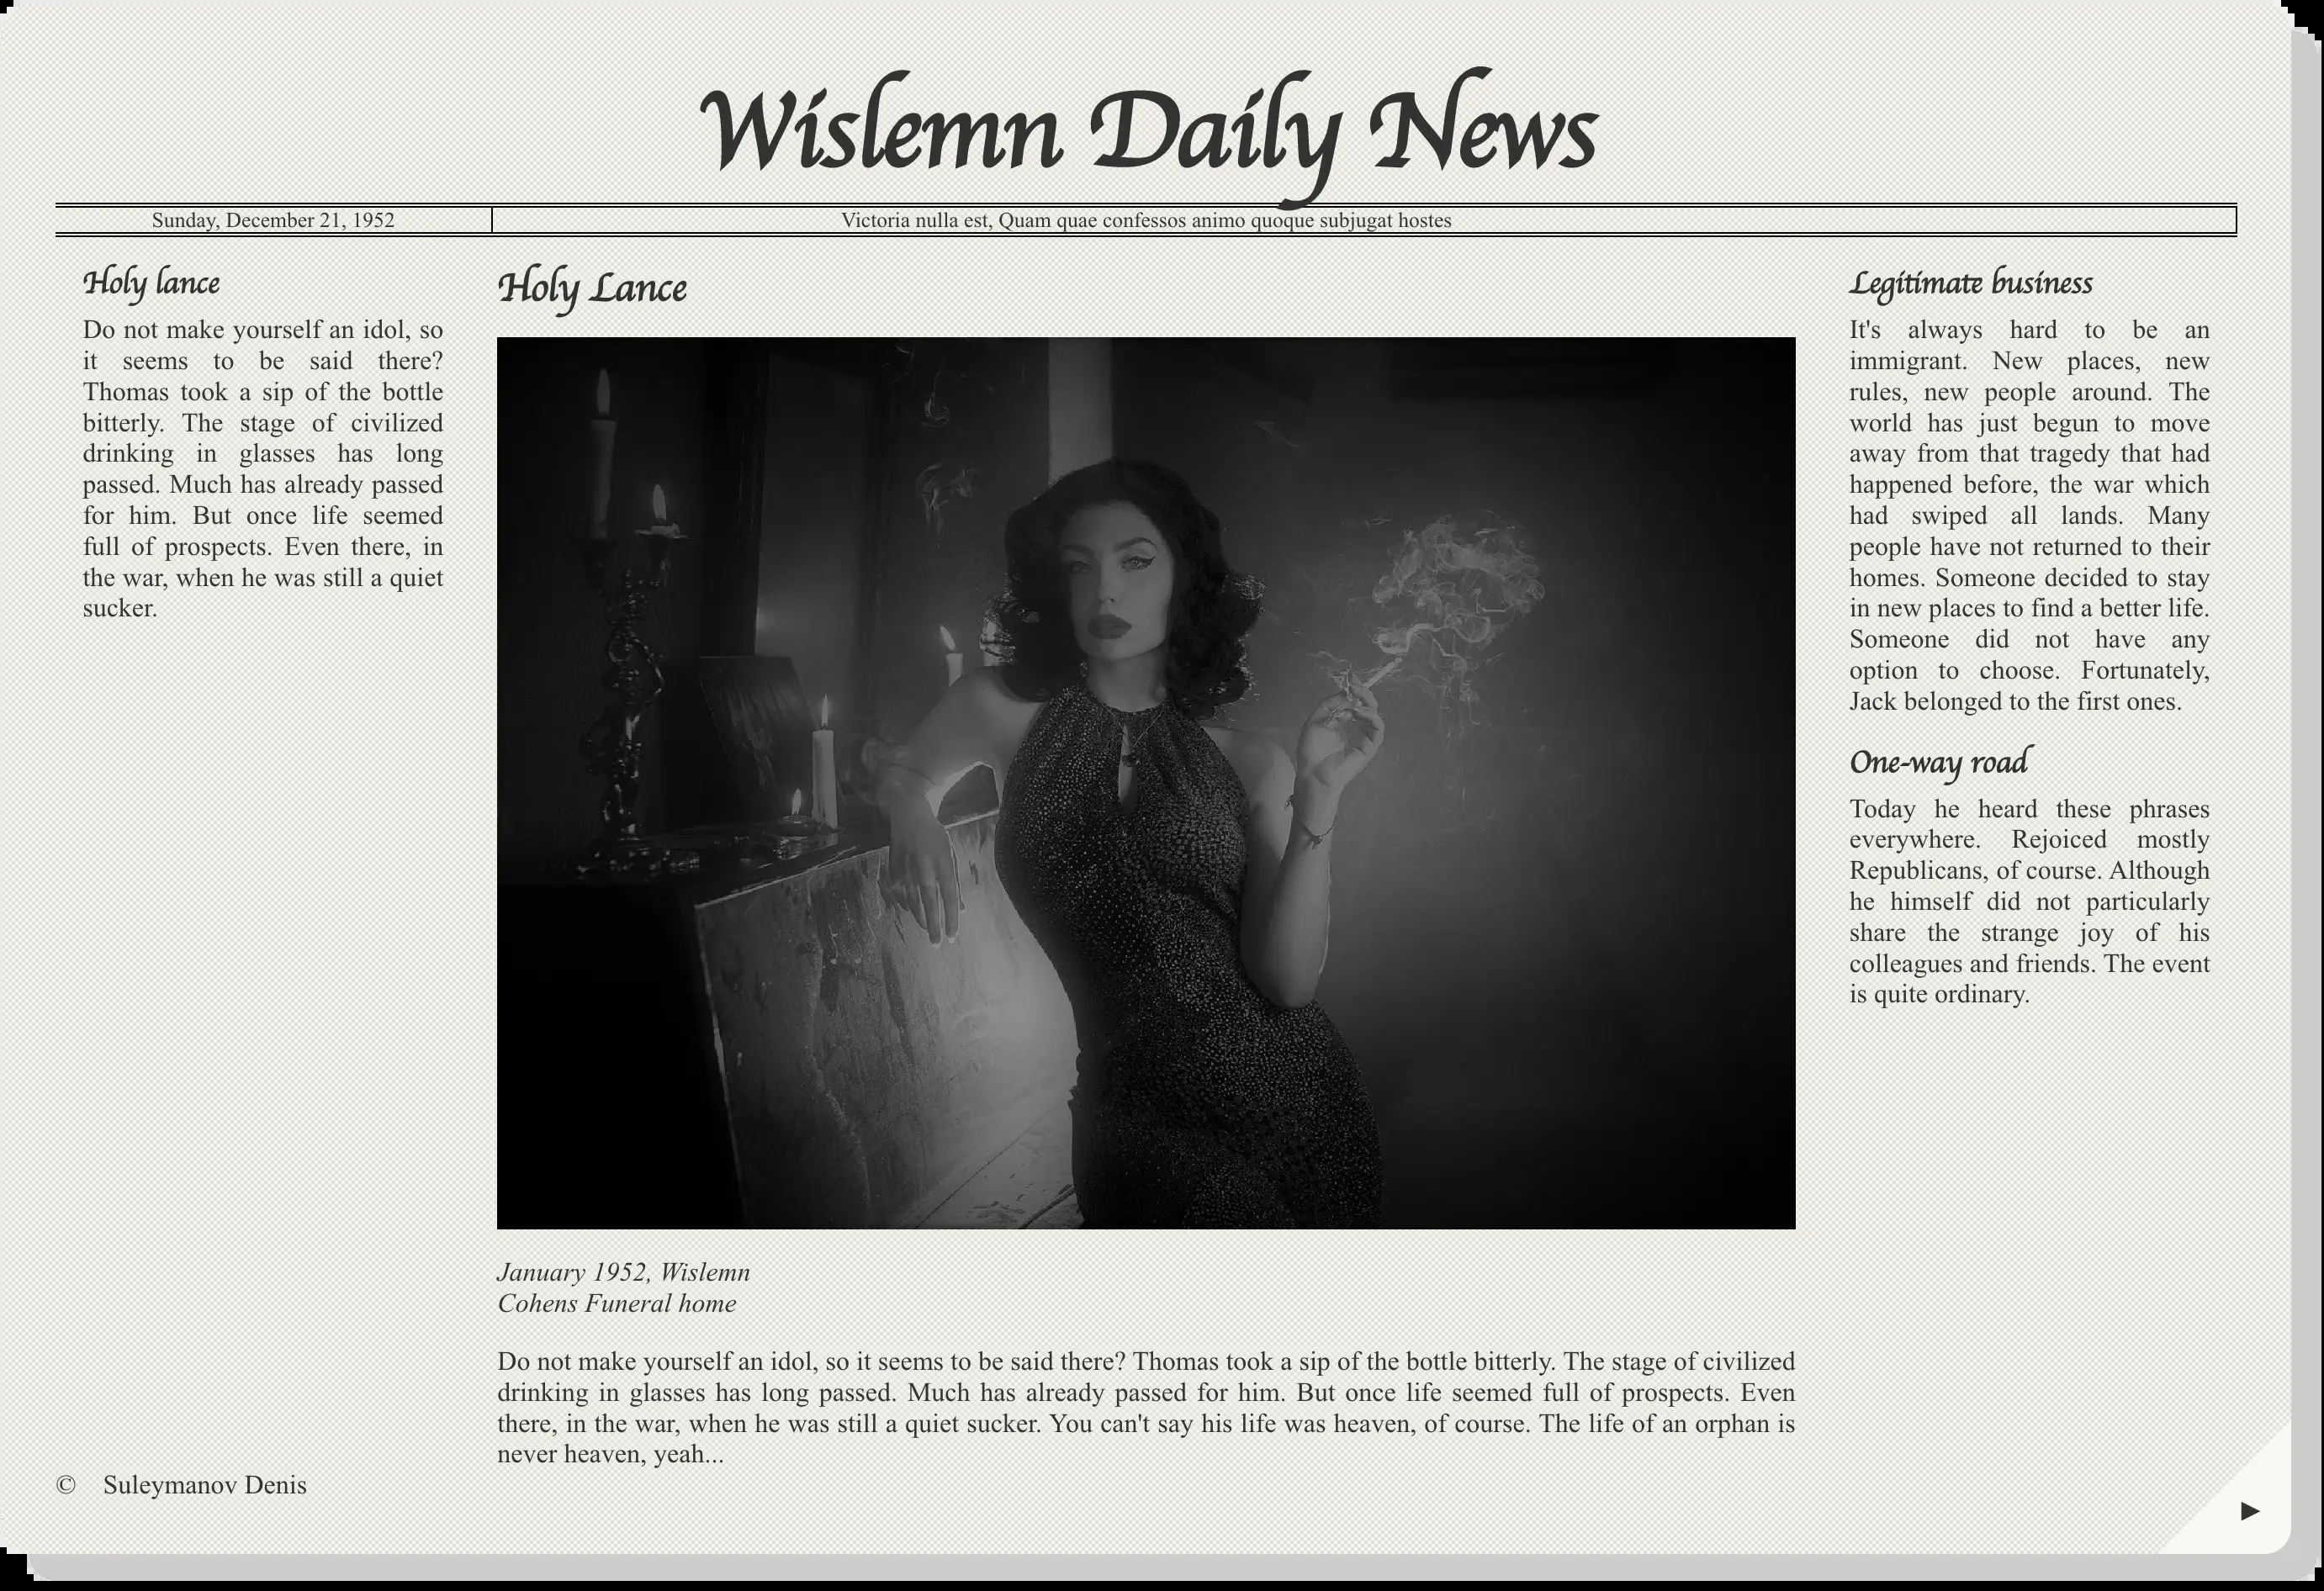 Wislemn Daily News
Sunday, December 21, 1952
Victoria nulla est, Quam quae confessos animo quoque subjugat hostes
Holy lance
Do not make yourself an idol, so
it seems to be said there?
Thomas took a sip of the bottle
bitterly. The stage of civilized
drinking in glasses has long
passed. Much has already passed
for him. But once life seemed
full of prospects. Even there, in
the war, when he was still a quiet
sucker.
Holy Lance
January 1952, Wislemn
Cohens Funeral home
Do not make yourself an idol, so it seems to be said there? Thomas took a sip of the bottle bitterly. The stage of civilized
drinking in glasses has long passed. Much has already passed for him. But once life seemed full of prospects. Even
there, in the war, when he was still a quiet sucker. You can't say his life was heaven, of course. The life of an orphan is
never heaven, yeah...
Legitimate business
It's always hard to be an
immigrant. New places, new
rules, new people around. The
world has just begun to move
away from that tragedy that had
happened before, the war which
had swiped all lands. Many
people have not returned to their
homes. Someone decided to stay
in new places to find a better life.
Someone did not have any
option to choose. Fortunately,
Jack belonged to the first ones.
One-way road
Today he heard these phrases
everywhere. Rejoiced mostly
Republicans, of course. Although
he himself did not particularly
share the strange joy of his
colleagues and friends. The event
is quite ordinary.
© Suleymanov Denis